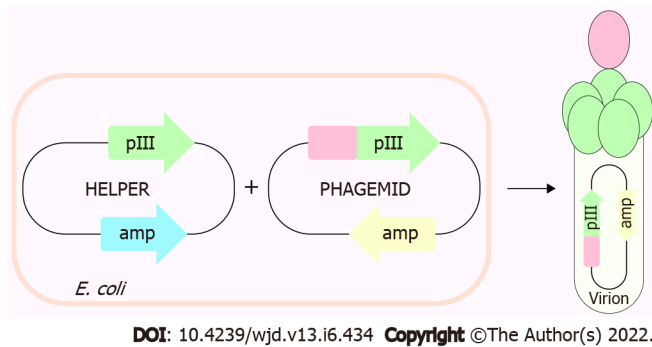 pIII
pIII
HELPER
+
PHAGEMID
amp
amp
E. coli
pIII
amp
Virion
DOI: 10.4239/wjd.v13.i6.434 Copyright ©The Author(s) 2022.